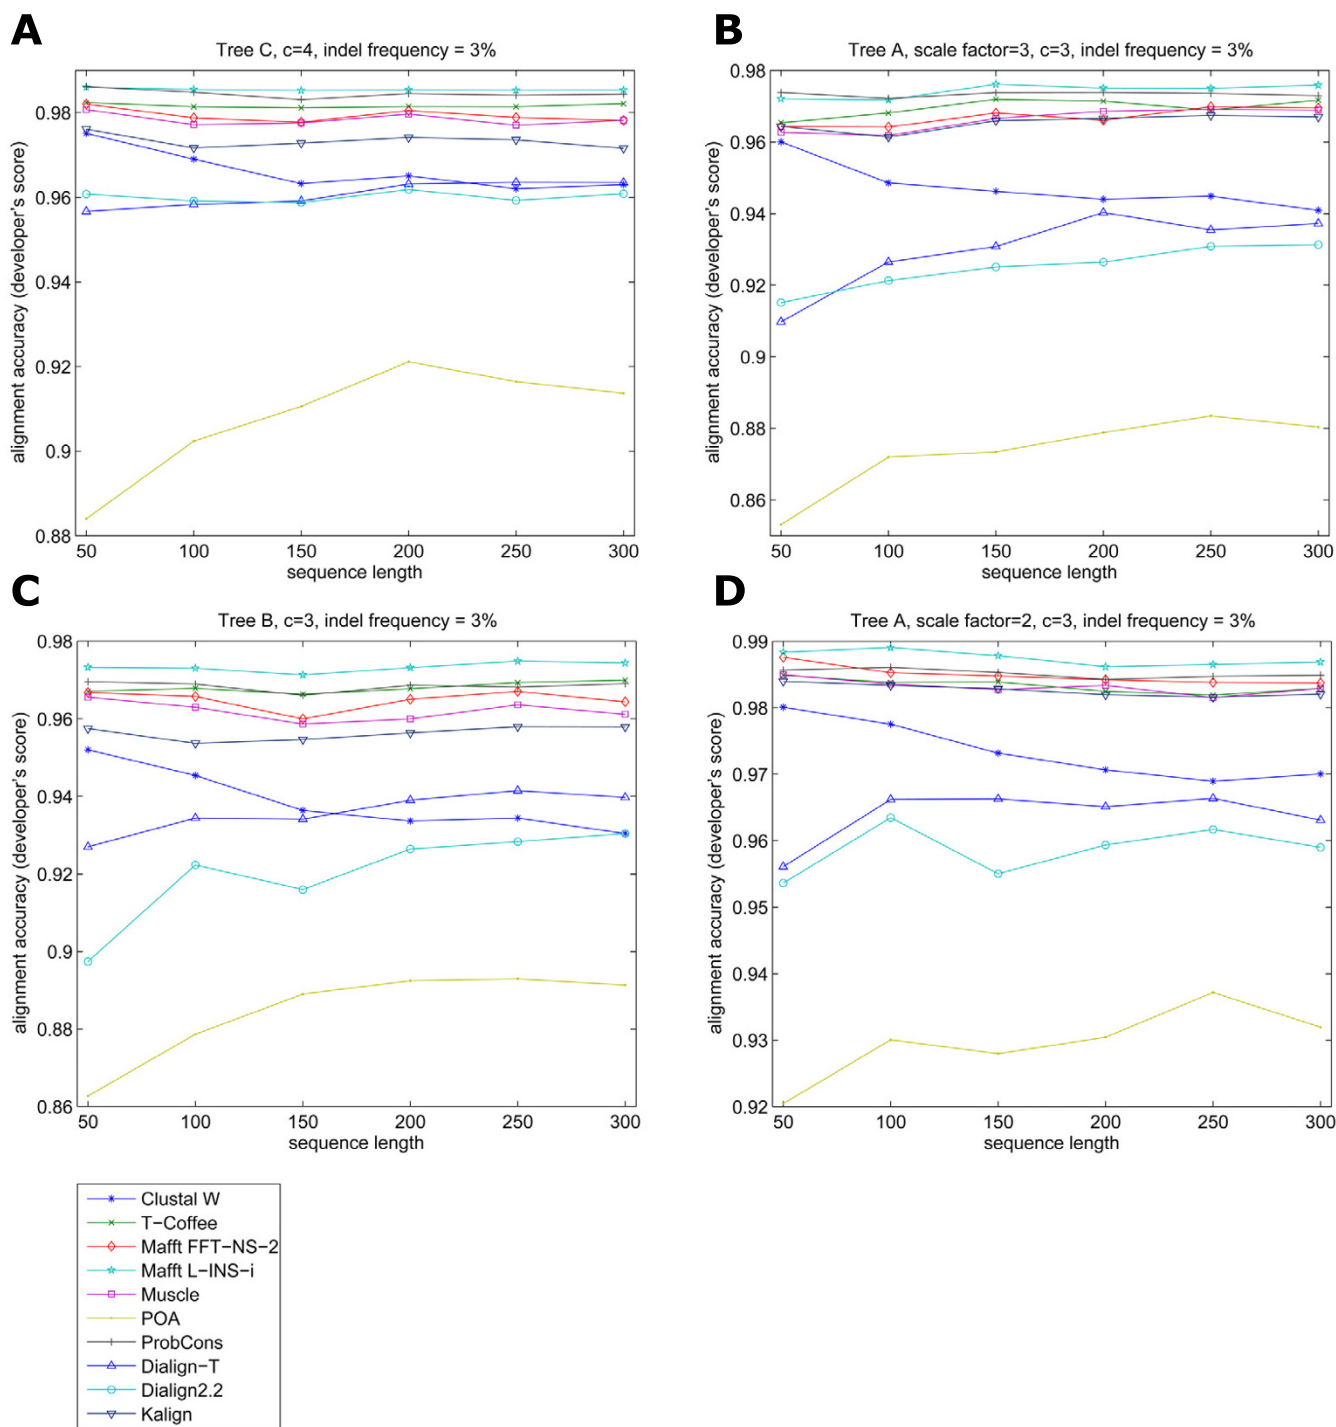 A
Tree C, c=4, indel frequency = 3%
alignment accuracy (developer's score)
0.98
0.96
0.94
0.92
0.9
0.88
50 100 150 200 250 300
sequence length
B
Tree A, scale factor=3, c=3, indel frequency = 3%
alignment accuracy (developer's score)
0.98
0.96
0.94
0.92
0.9
0.88
0.86
50 100 150 200 250 300
sequence length
C
Tree B, c=3, indel frequency = 3%
alignment accuracy (developer's score)
0.98
0.96
0.94
0.92
0.9
0.88
0.86
50 100 150 200 250 300
sequence length
D
Tree A, scale factor=2, c=3, indel frequency = 3%
alignment accuracy (developer's score)
0.99
0.98
0.97
0.96
0.95
0.94
0.93
0.92
50 100 150 200 250 300
sequence length
Clustal W
T−Coffee
Mafft FFT−NS−2
Mafft L−INS−i
Muscle
POA
ProbCons
Dialign−T
Dialign2.2
Kalign